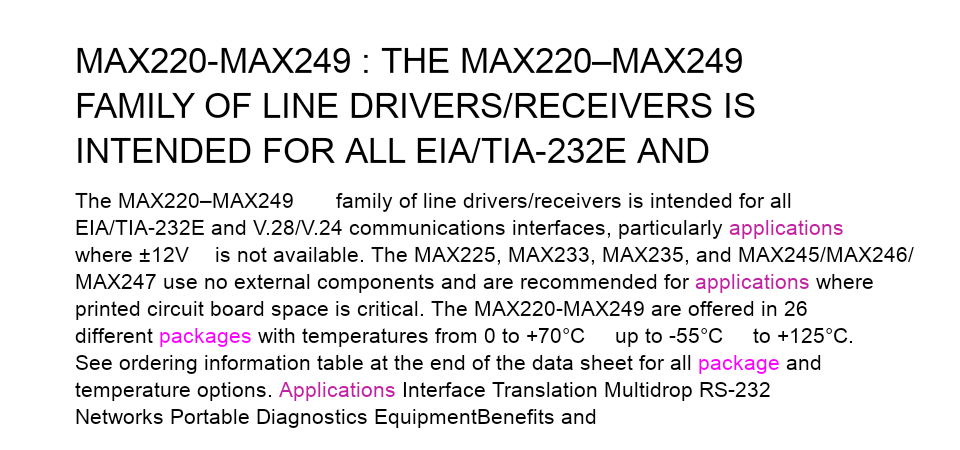 MAX220-MAX249 : THE MAX220–MAX249
FAMILY OF LINE DRIVERS/RECEIVERS IS
INTENDED FOR ALL EIA/TIA-232E AND
The MAX220–MAX249 family of line drivers/receivers is intended for all
EIA/TIA-232E and V.28/V.24 communications interfaces, particularly applications
where ±12V is not available. The MAX225, MAX233, MAX235, and MAX245/MAX246/
MAX247 use no external components and are recommended for applications where
printed circuit board space is critical. The MAX220-MAX249 are offered in 26
different packages with temperatures from 0 to +70°C up to -55°C to +125°C.
See ordering information table at the end of the data sheet for all package and
temperature options. Applications Interface Translation Multidrop RS-232
Networks Portable Diagnostics EquipmentBenefits and